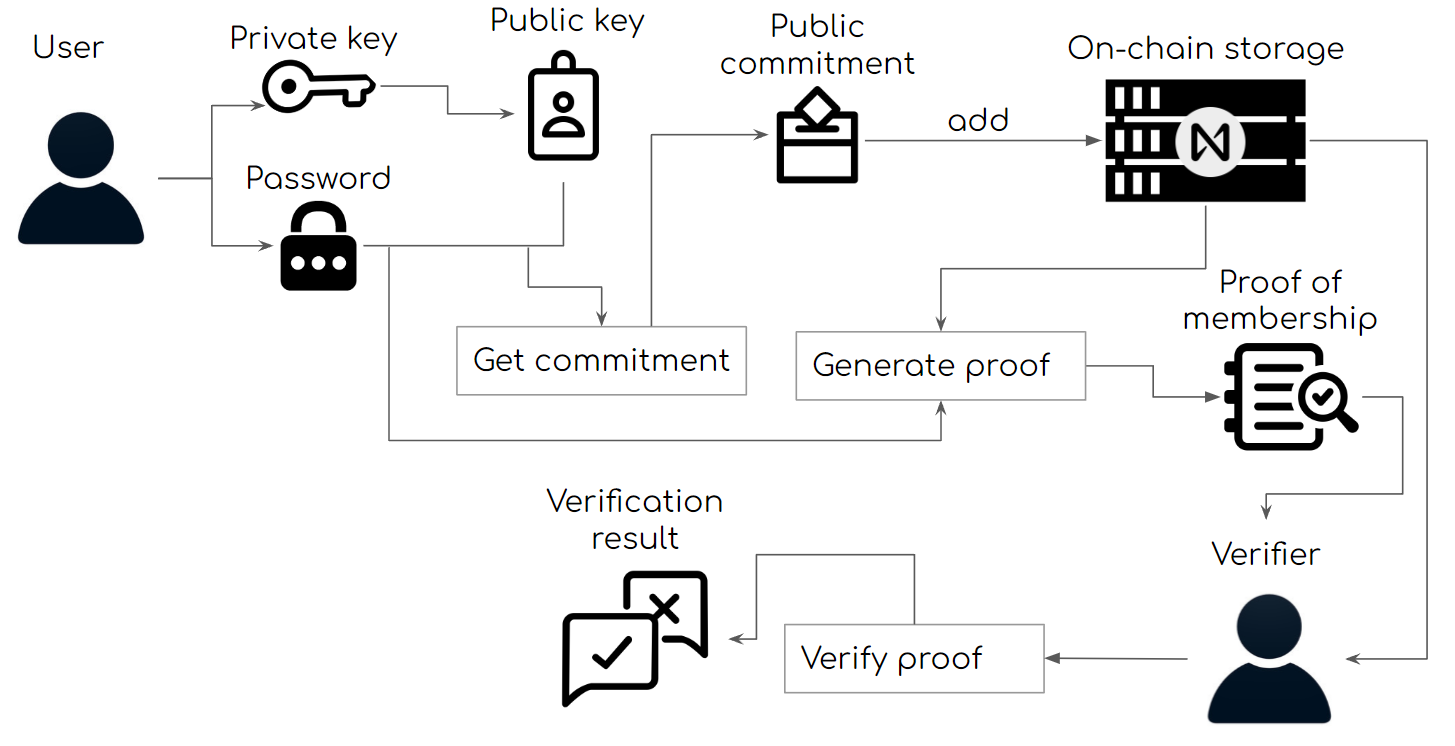 User
Private key
Public key
Public
commitment
On-chain storage
add
Password
Get commitment
Generate proof
Proof of
membership
Verification
result
Verifier
Verify proof